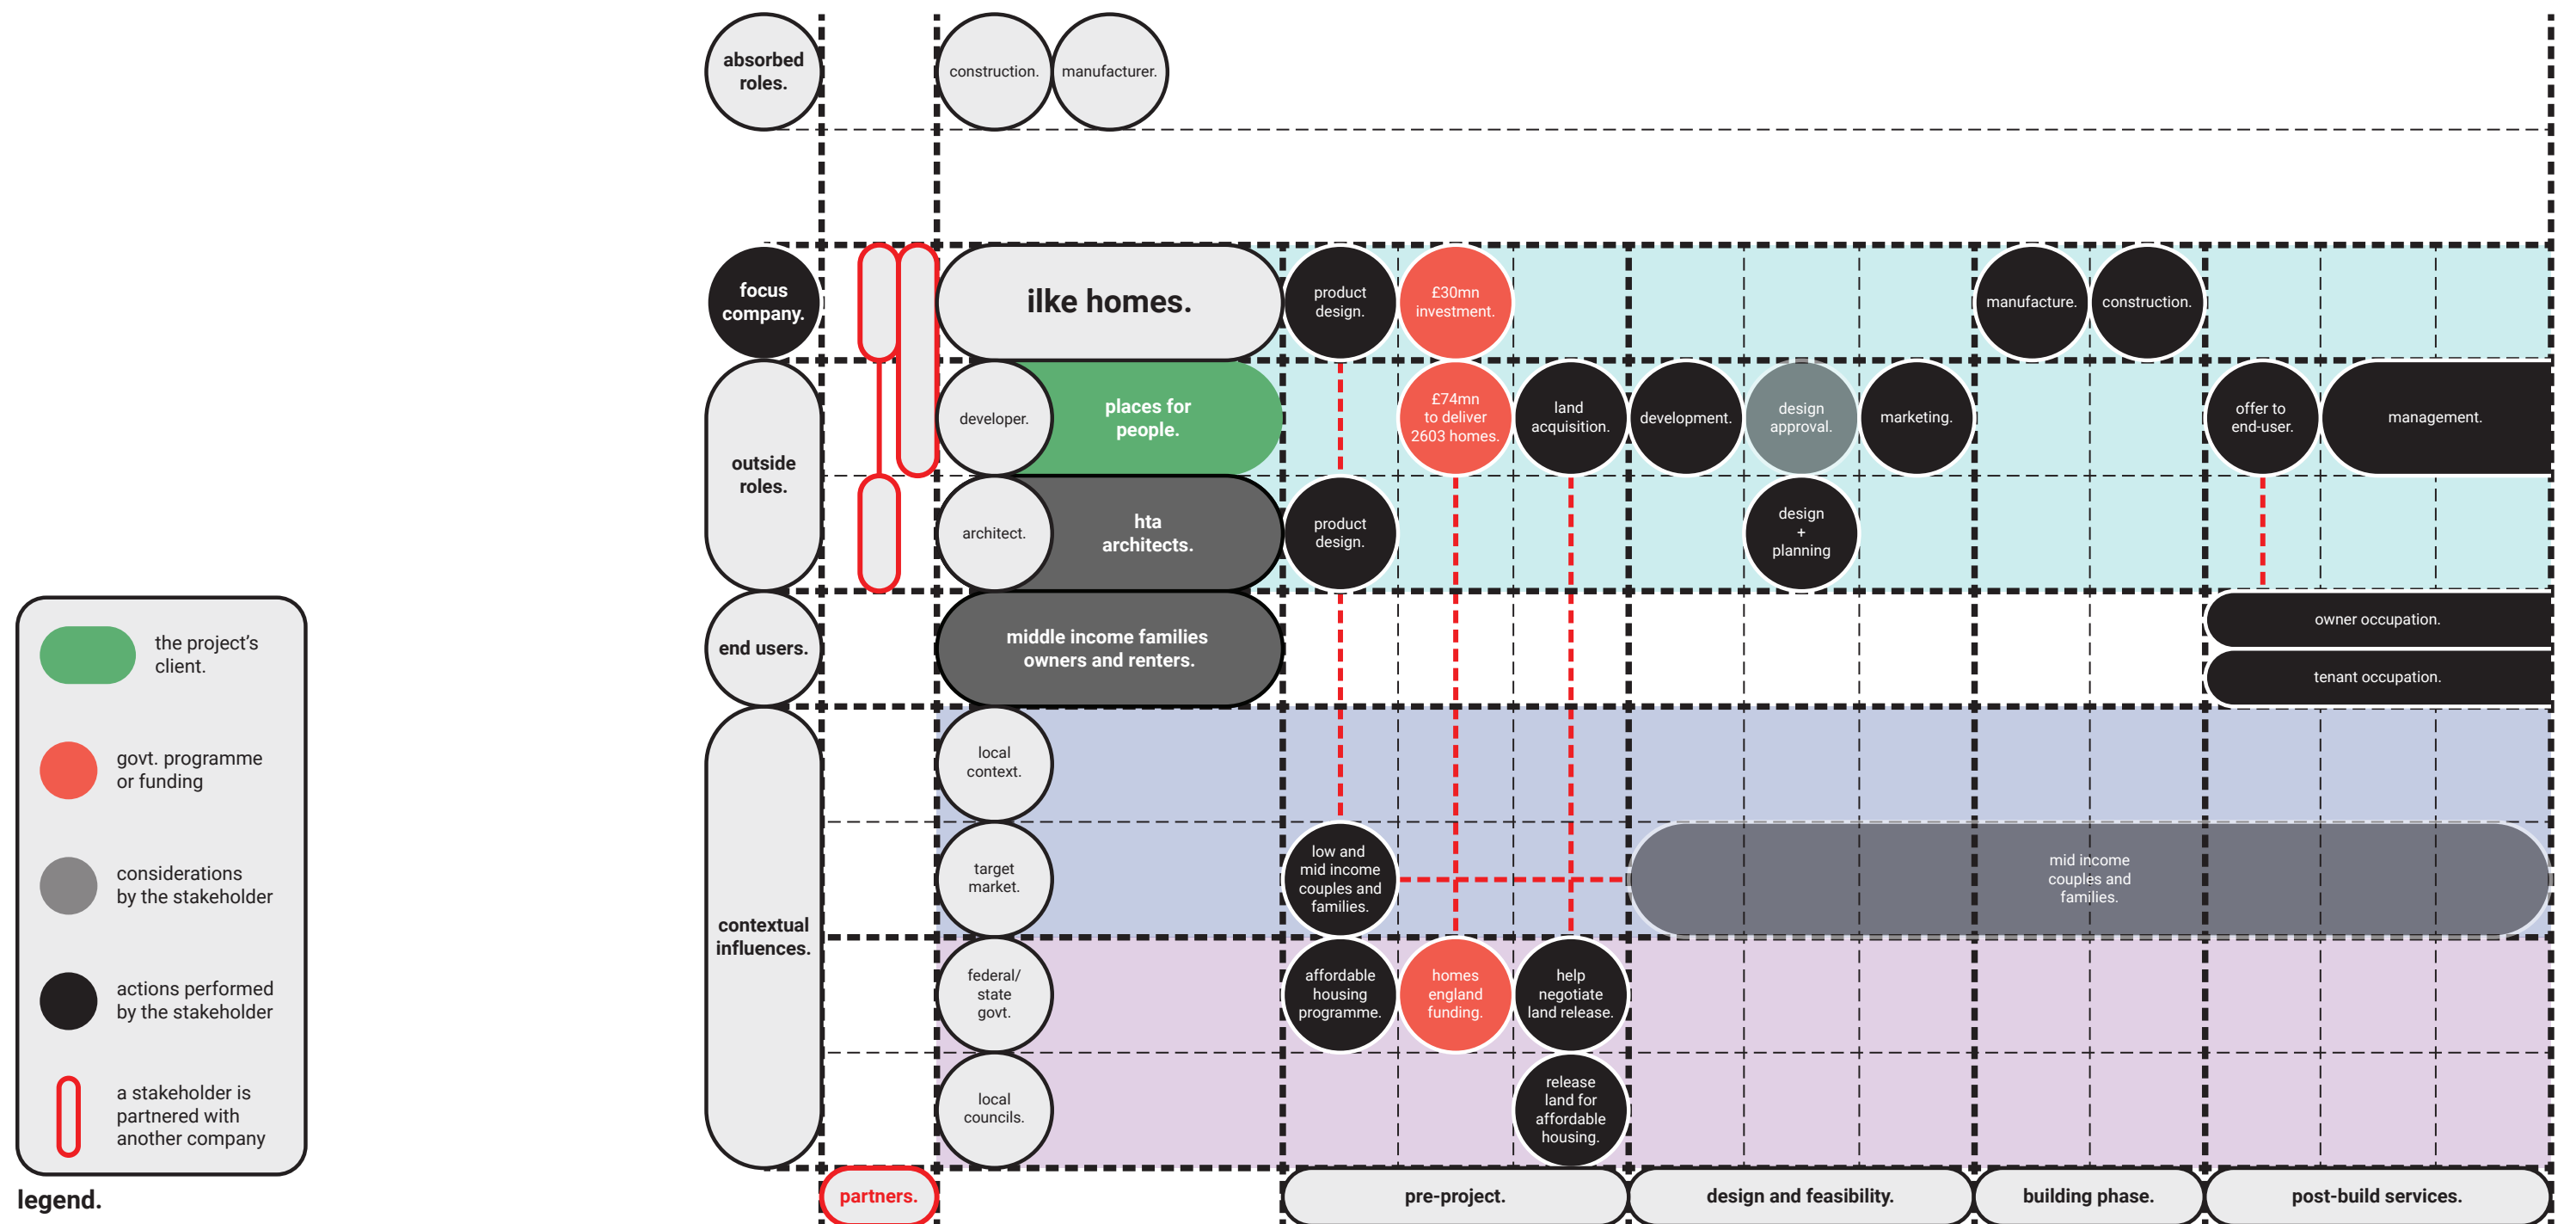 absorbed
roles.
construction.
manufacturer.
focus
company.
ilke homes.
product
design.
£30mn
investment.
manufacture.
construction.
outside
roles.
developer.
places for
people.
£74mn
to deliver
2603 homes.
land
acquisition.
development.
design
approval.
marketing.
offer to
end-user.
management.
architect.
hta
architects.
product
design.
design
+
planning
end users.
middle income families
owners and renters.
owner occupation.
tenant occupation.
contextual
influences.
local
context.
target
market.
low and
mid income
couples and
families.
mid income
couples and
families.
federal/
state
govt.
affordable
housing
programme.
homes
england
funding.
help
negotiate
land release.
local
councils.
release
land for
affordable
housing.
partners.
pre-project.
design and feasibility.
building phase.
post-build services.
the project’s
client.
govt. programme
or funding
considerations
by the stakeholder
actions performed
by the stakeholder
a stakeholder is
partnered with
another company
legend.